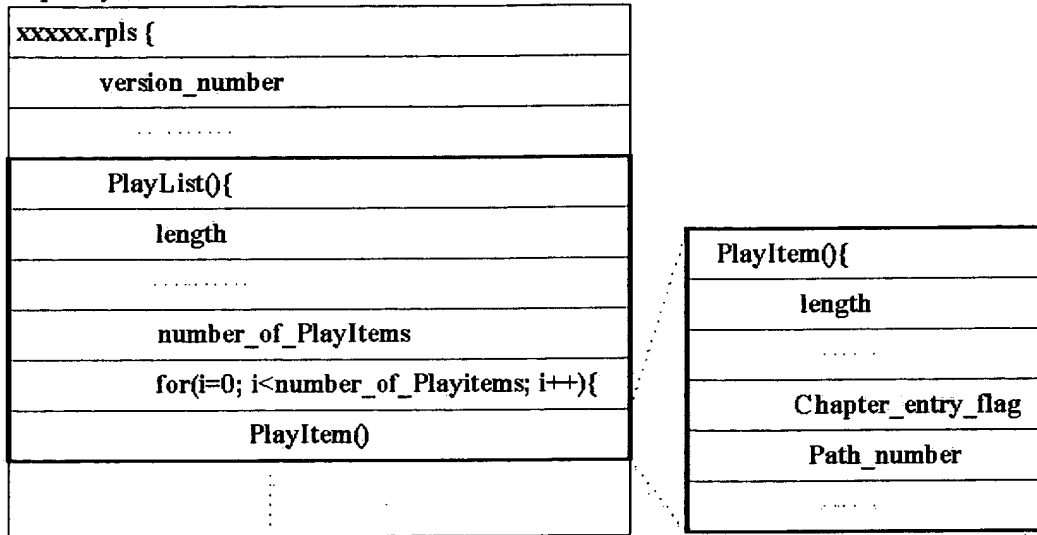 xxxxx.rpls {
version_number
.. .......
PlayList(){
length
..........
number_of_PlayItems
for(i=0; i<number_of_Playitems; i++){
PlayItem()
PlayItem(){
length
.....
Chapter_entry_flag
Path_number
.....